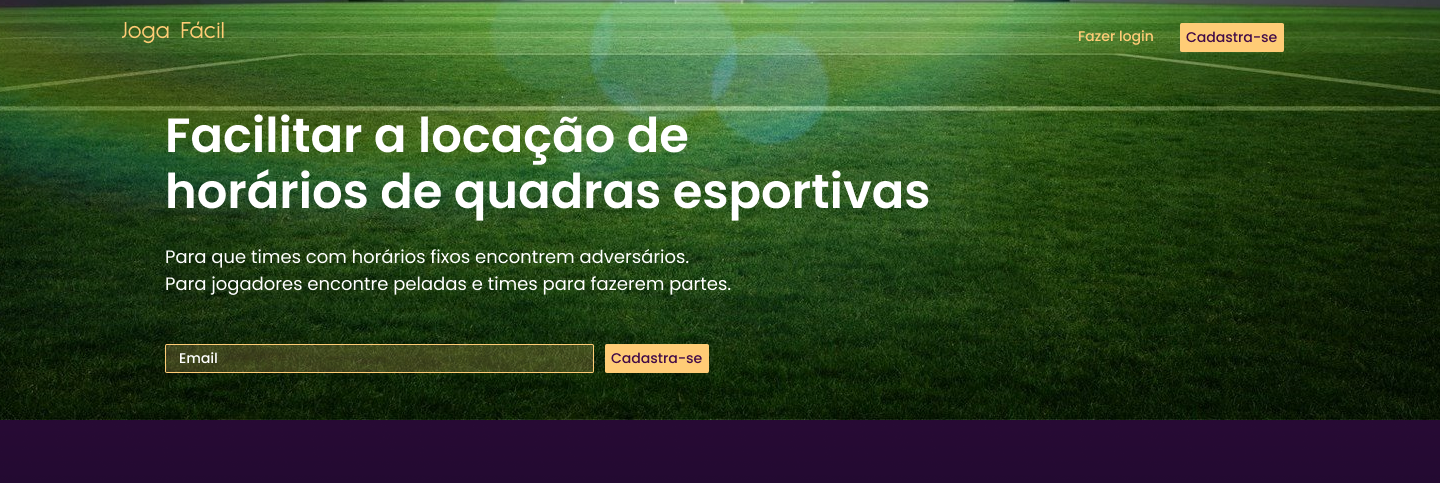 Joga Fácil
Fazer login
Cadastra-se
Facilitar a locação de
horários de quadras esportivas
Para que times com horários fixos encontrem adversários.
Para jogadores encontre peladas e times para fazerem partes.
Email
Cadastra-se